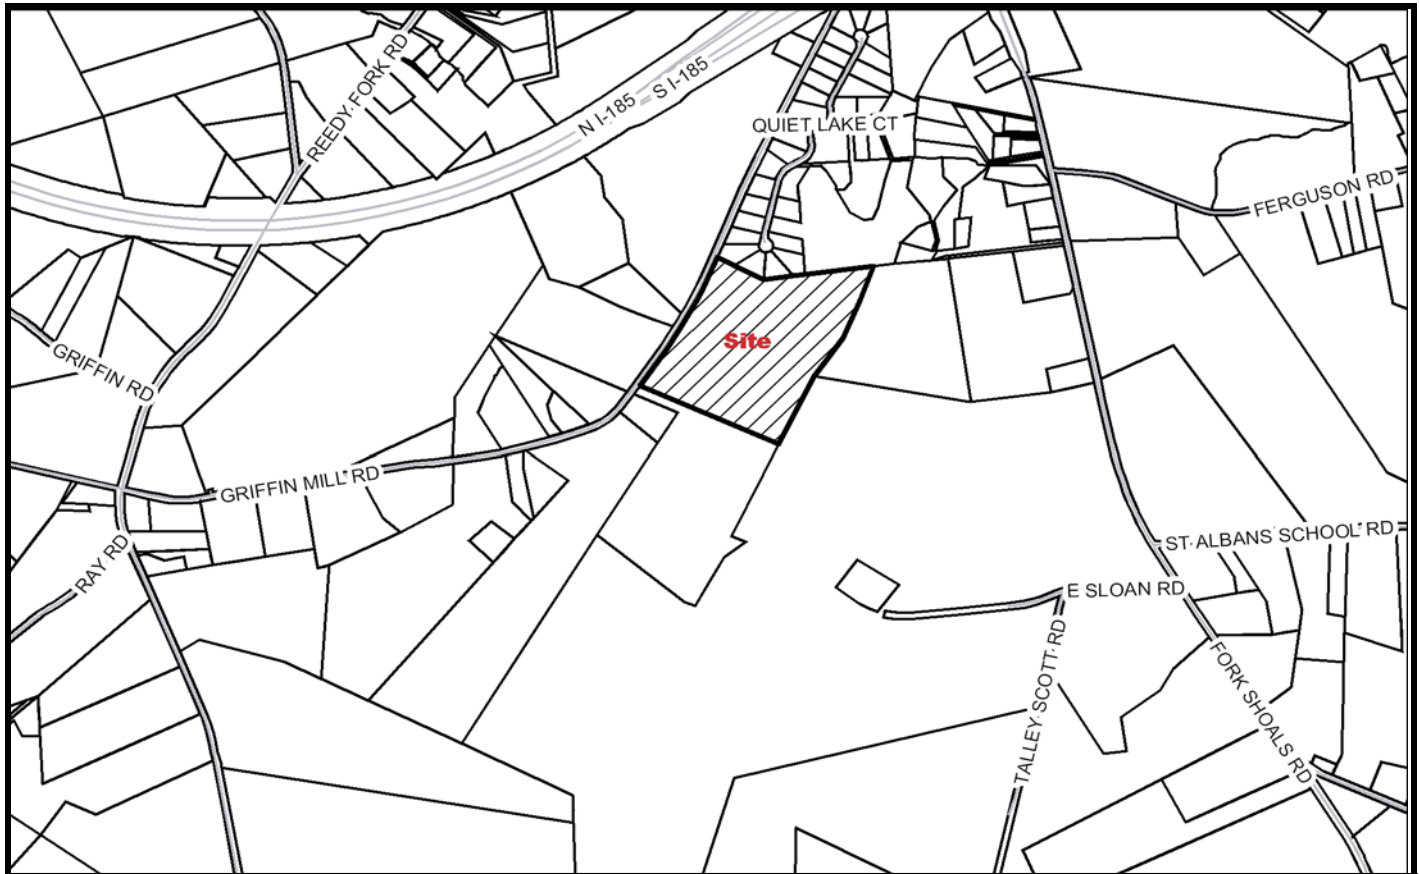 REEDY FORK RD
N I-185
S I-185
QUIET LAKE CT
FERGUSON RD
Site
GRIFFIN RD
GRIFFIN MILL RD
ST ALBANS SCHOOL RD
RAY RD
E SLOAN RD
TALLEY SCOTT RD
FORK SHOALS RD